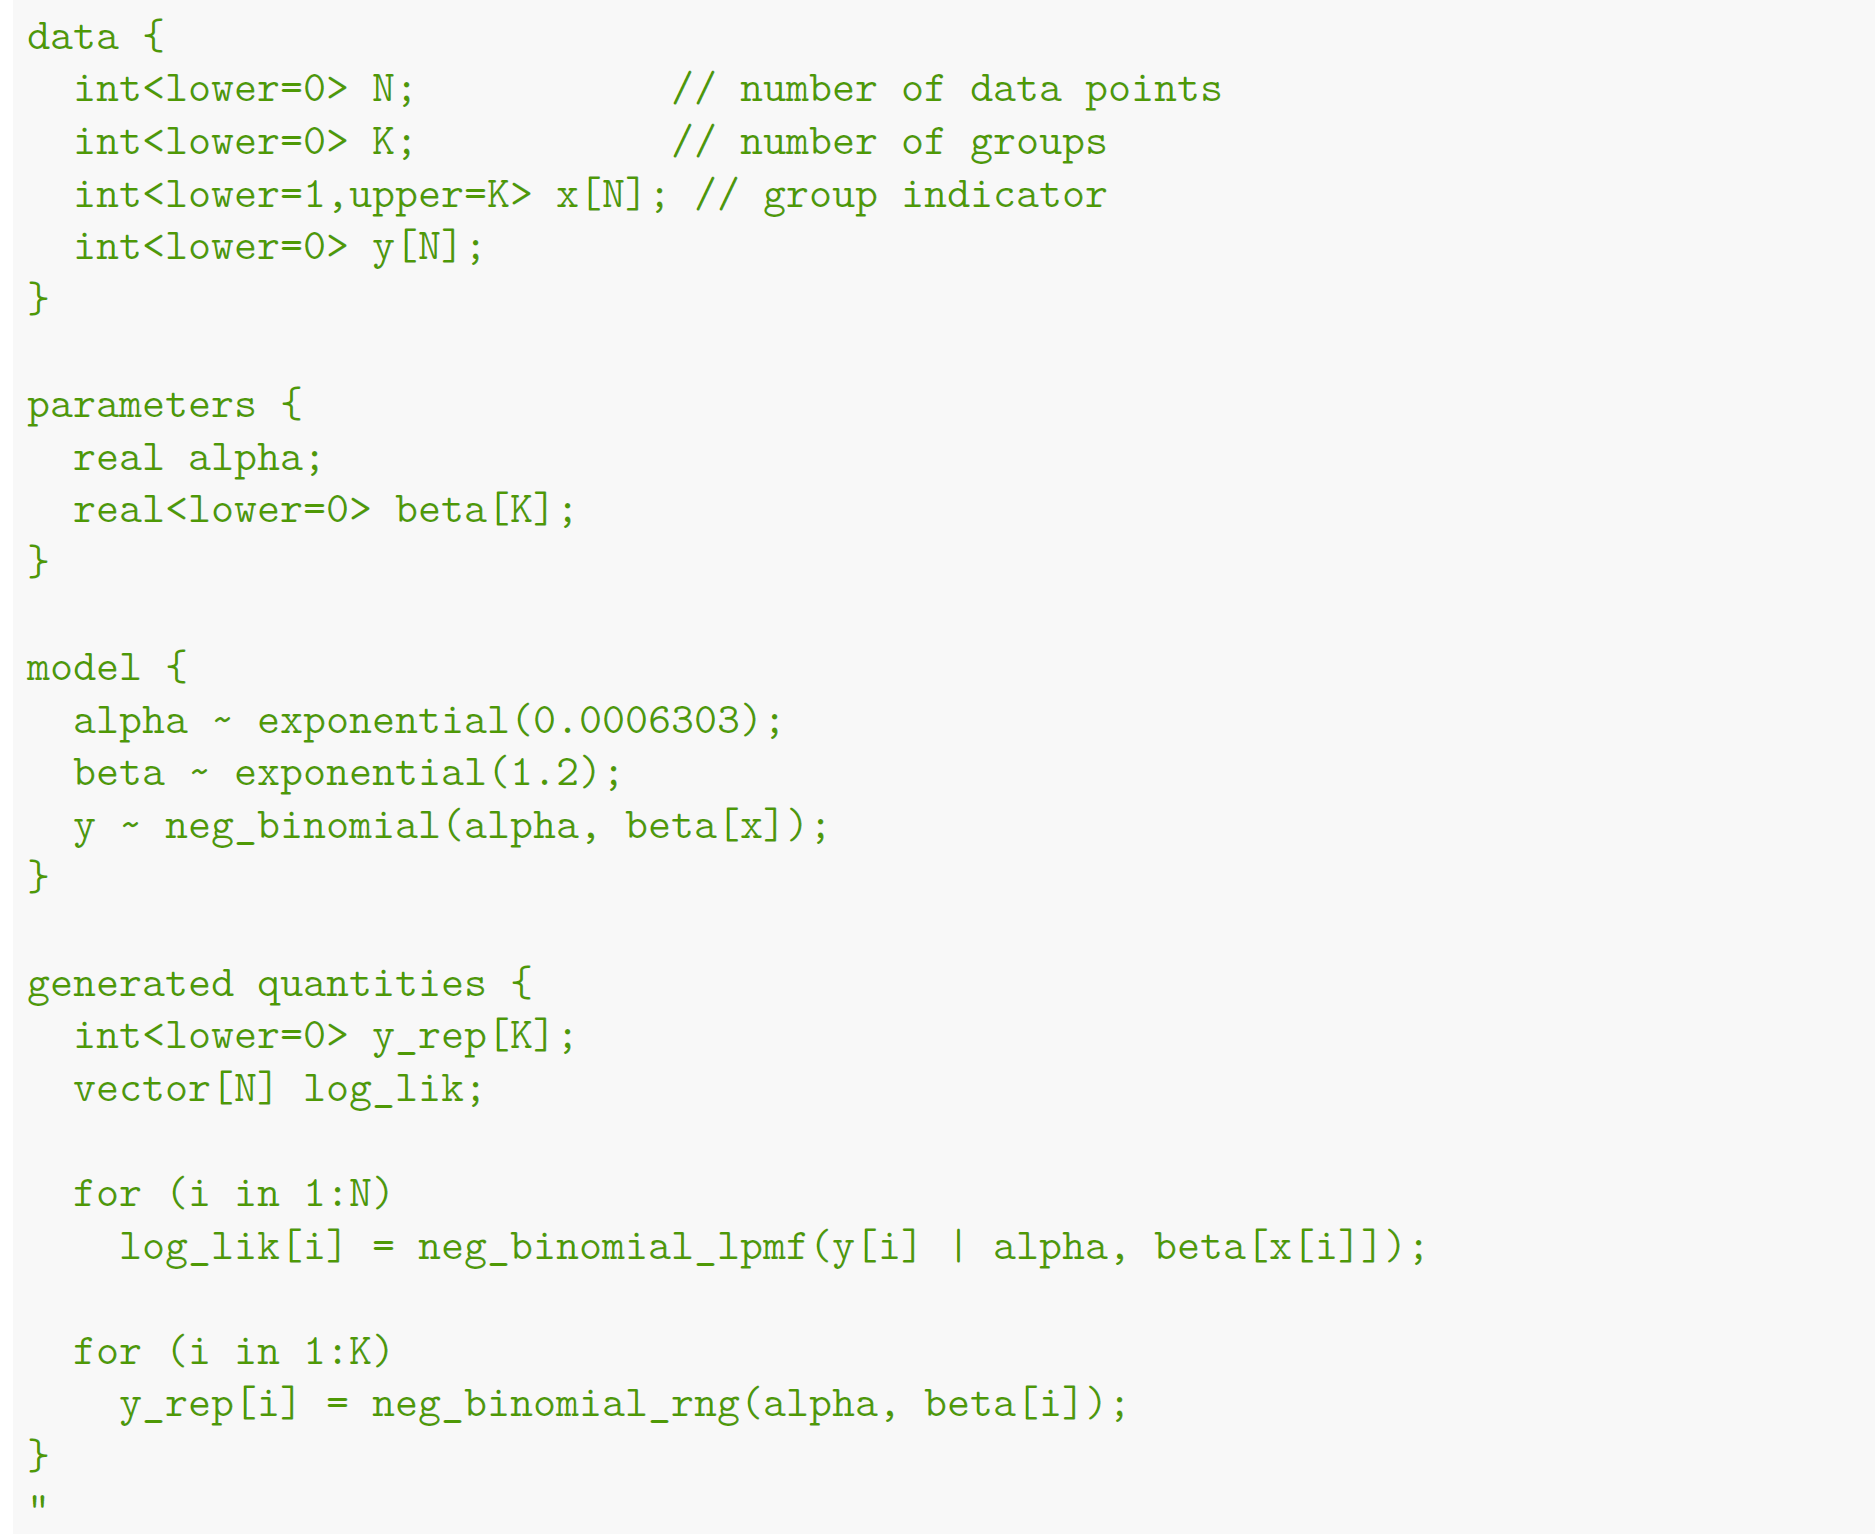 data {
  int<lower=0> N;           // number of data points
  int<lower=0> K;           // number of groups
  int<lower=1,upper=K> x[N]; // group indicator
  int<lower=0> y[N];
}

parameters {
  real alpha;
  real<lower=0> beta[K];
}

model {
  alpha ~ exponential(0.0006303);
  beta ~ exponential(1.2);
  y ~ neg_binomial(alpha, beta[x]);
}

generated quantities {
  int<lower=0> y_rep[K];
  vector[N] log_lik;

  for (i in 1:N)
    log_lik[i] = neg_binomial_lpmf(y[i] | alpha, beta[x[i]]);

  for (i in 1:K)
    y_rep[i] = neg_binomial_rng(alpha, beta[i]);
}
"